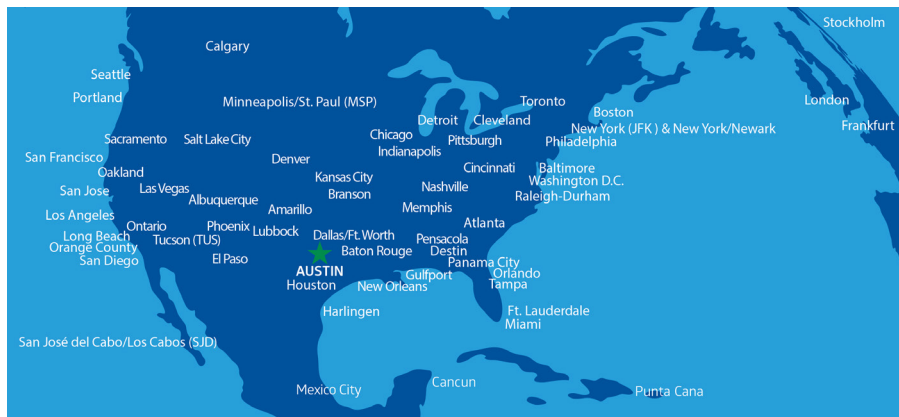 Stockholm
Calgary
Seattle
Portland
Minneapolis/St. Paul (MSP)
Toronto
London
Boston
Detroit
Cleveland
Frankfurt
New York (JFK ) & New York/Newark
Chicago
Sacramento
Salt Lake City
Pittsburgh
Philadelphia
Indianapolis
San Francisco
Denver
Oakland
Cincinnati
Baltimore
Kansas City
Washington D.C.
San Jose
Las Vegas
Nashville
Branson
Raleigh-Durham
Albuquerque
Amarillo
Memphis
Los Angeles
Atlanta
Ontario
Phoenix
Lubbock
Long Beach
Dallas/Ft. Worth
Tucson (TUS)
Pensacola
Orange County
Baton Rouge
Destin
San Diego
El Paso
Panama City
AUSTIN
Gulfport
Orlando
Houston
New Orleans
Tampa
Harlingen
Ft. Lauderdale
Miami
San José del Cabo/Los Cabos (SJD)
Cancun
Mexico City
Punta Cana